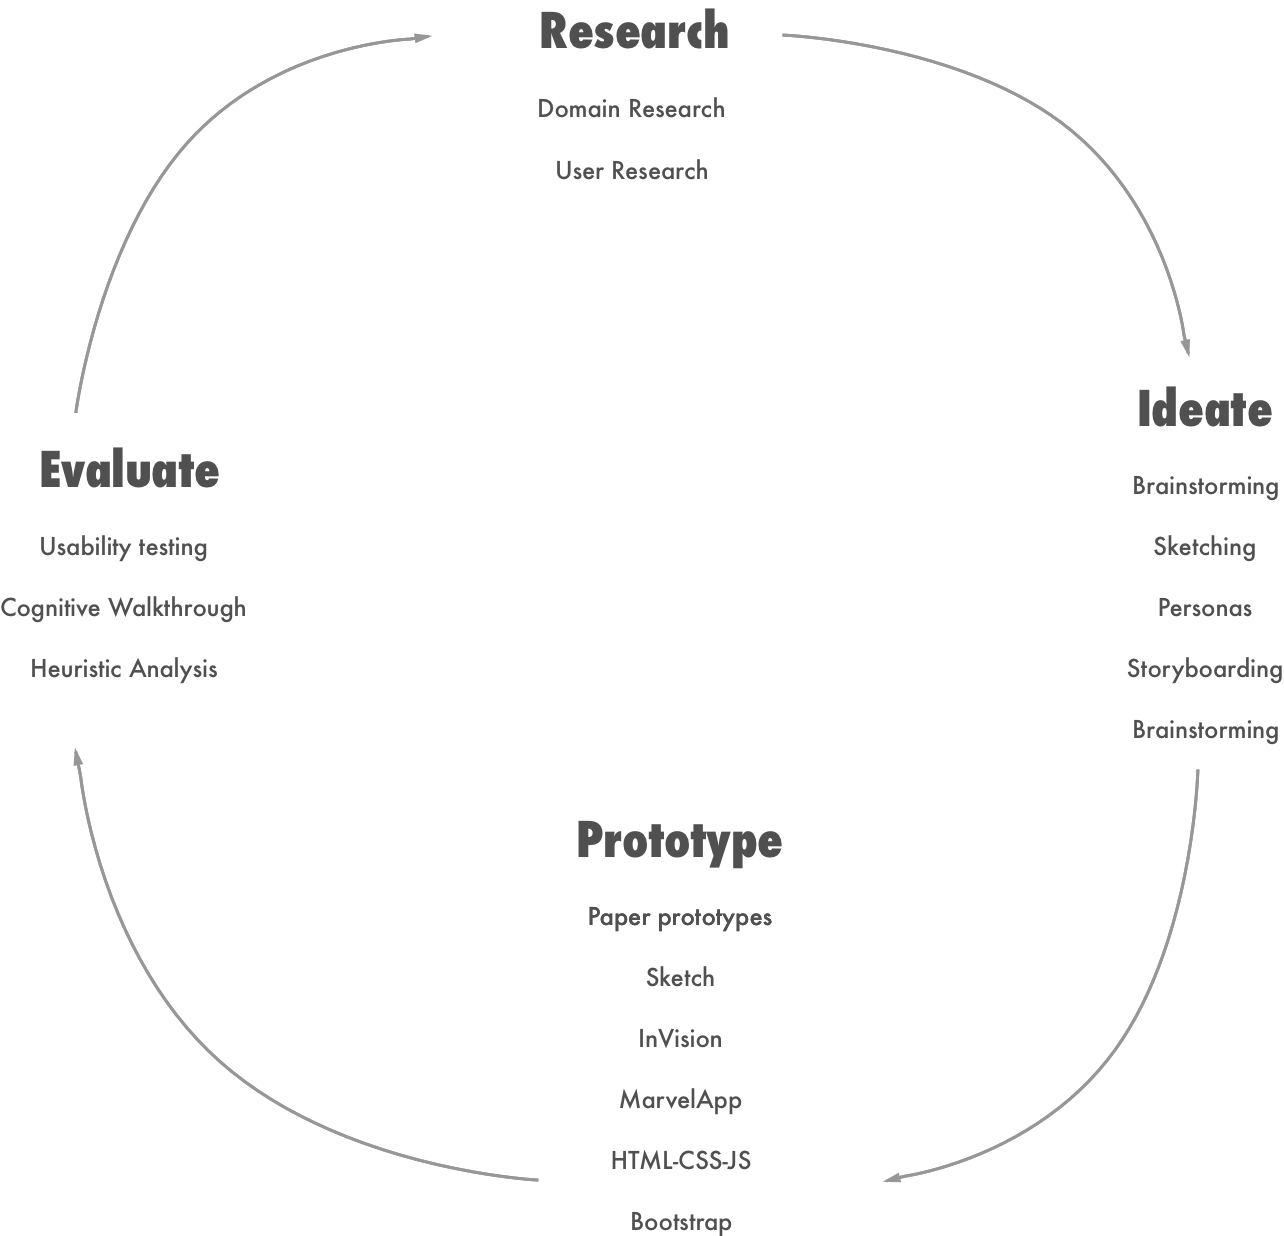 Research
Domain Research
User Research
Ideate
Brainstorming
Sketching
Personas
Storyboarding
Brainstorming
Prototype
Paper prototypes
Sketch
InVision
MarvelApp
HTML-CSS-JS
Bootstrap
Evaluate
Usability testing
Cognitive Walkthrough
Heuristic Analysis